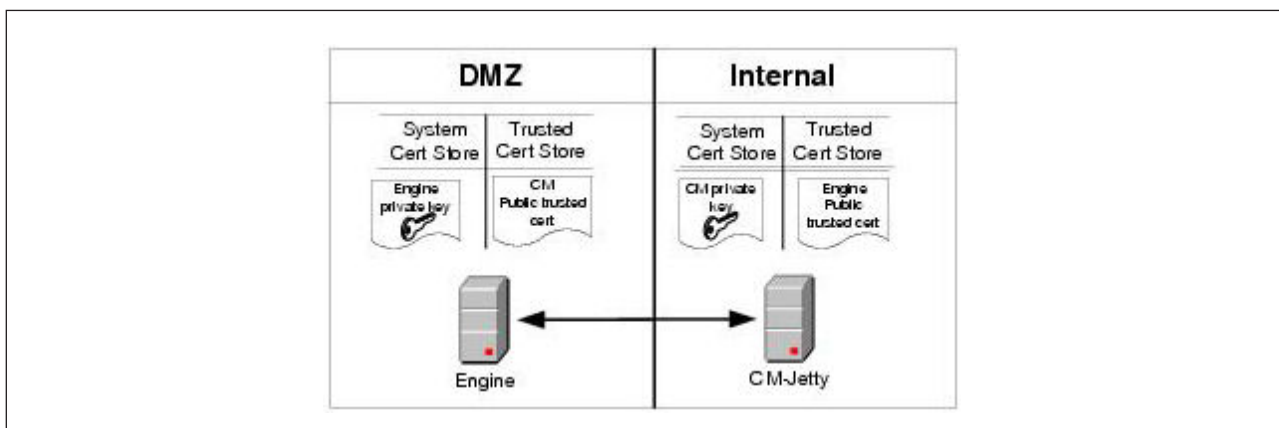 DMZ
Internal
System
Cert Store
Trusted
Cert Store
System
Cert Store
Trusted
Cert Store
Engine
private key
CM
Public trusted
cert
CM private
key
Engine
Public
trusted cert
Engine
CM-Jetty